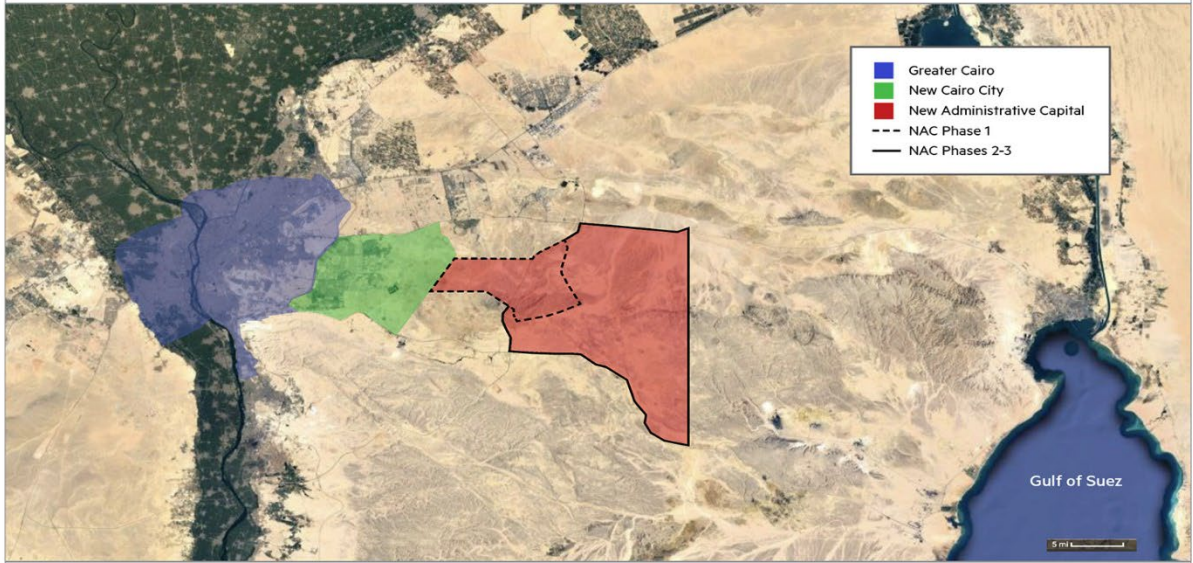 Greater Cairo
New Cairo City
New Administrative Capital
NAC Phase 1
NAC Phases 2-3
Gulf of Suez
5 mi